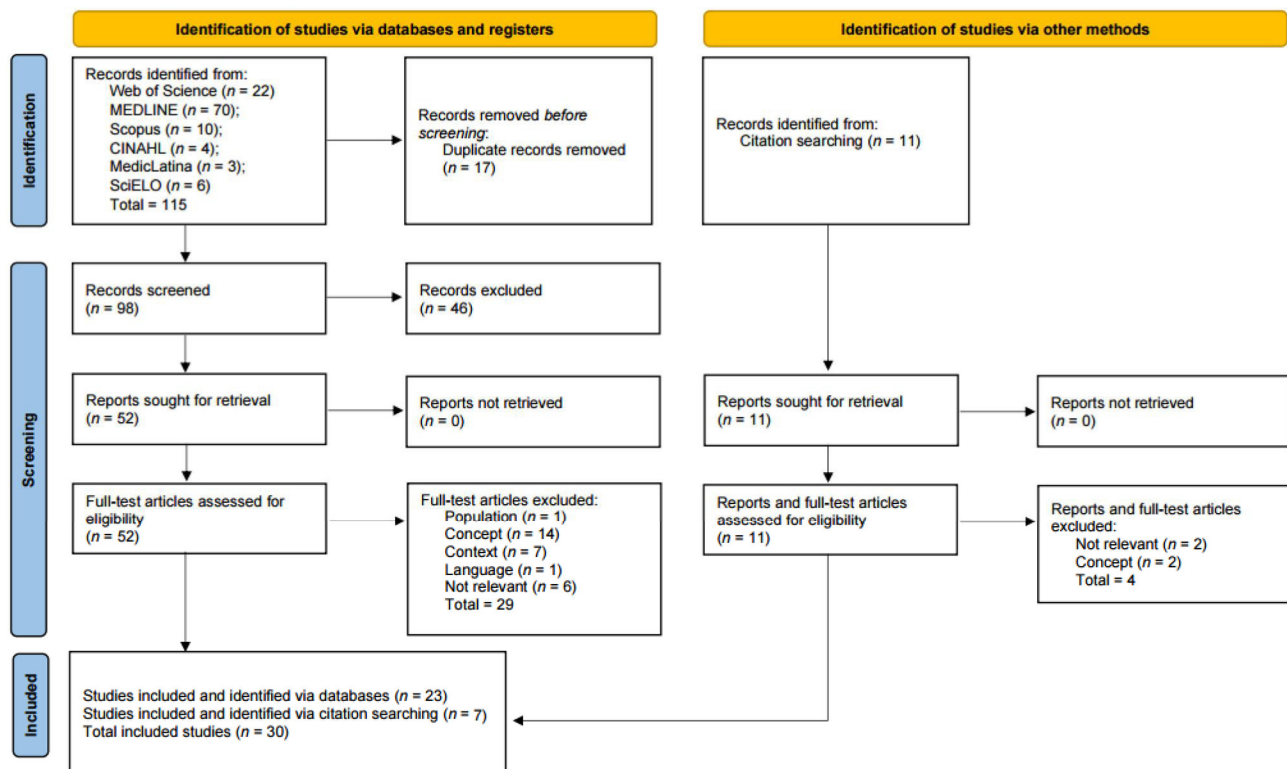 Identification of studies via databases and registers
Identification of studies via other methods
Identification
Records identified from:
Web of Science (n = 22)
MEDLINE (n = 70);
Scopus (n = 10);
CINAHL (n = 4);
MedicLatina (n = 3);
SciELO (n = 6)
Total = 115
Records removed before
screening:
Duplicate records removed
(n = 17)
Records identified from:
Citation searching (n = 11)
Screening
Records screened
(n = 98)
Records excluded
(n = 46)
Reports sought for retrieval
(n = 52)
Reports not retrieved
(n = 0)
Reports sought for retrieval
(n = 11)
Reports not retrieved
(n = 0)
Full-test articles assessed for
eligibility
(n = 52)
Full-test articles excluded:
Population (n = 1)
Concept (n = 14)
Context (n = 7)
Language (n = 1)
Not relevant (n = 6)
Total = 29
Reports and full-test articles
assessed for eligibility
(n = 11)
Reports and full-test articles
excluded:
Not relevant (n = 2)
Concept (n = 2)
Total = 4
Included
Studies included and identified via databases (n = 23)
Studies included and identified via citation searching (n = 7)
Total included studies (n = 30)